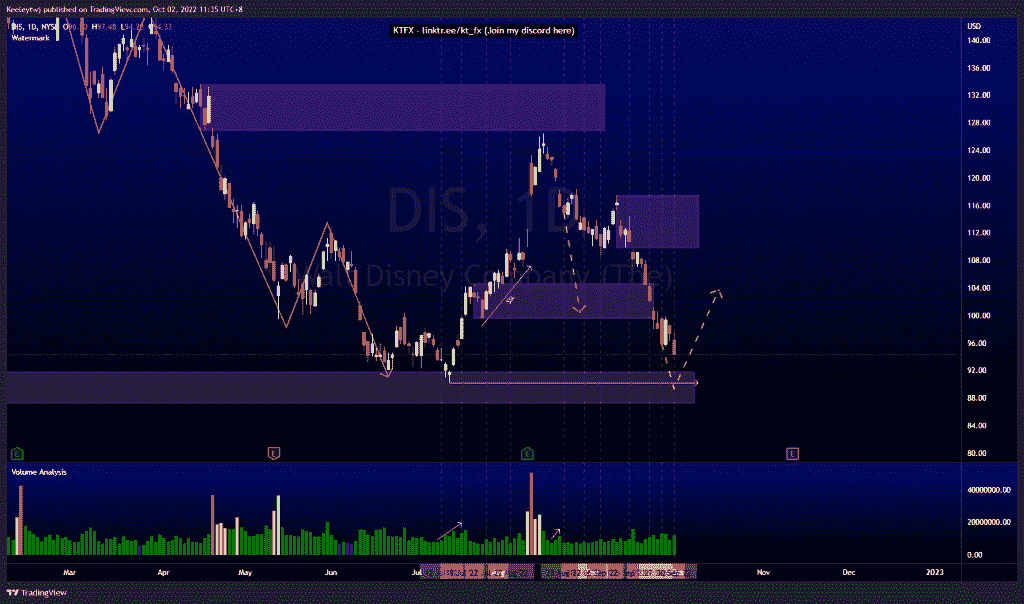 Keeleytwj published on TradingView.com, Oct 02, 2022 11:35 UTC+8
DIS, 1D, NYSE
Watermark
KTFX - linktr.ee/kt_fx (Join my discord here)
USD
140.00
136.00
132.00
128.00
124.00
120.00
116.00
112.00
108.00
104.00
100.00
96.00
92.00
88.00
84.00
80.00
DIS, 1D
Walt Disney Company (The)
E
E
E
E
Volume Analysis
40000000.00
20000000.00
0.00
Mar
Apr
May
Jun
Aug
Nov
Dec
2023
TradingView